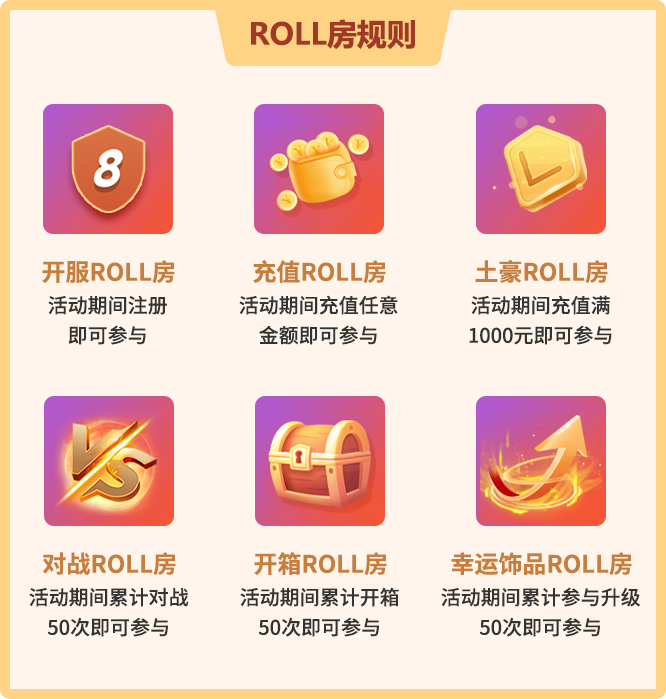 ROLL房规则
8
开服ROLL房
活动期间注册
即可参与
充值ROLL房
活动期间充值任意
金额即可参与
土豪ROLL房
活动期间充值满
1000元即可参与
VS
对战ROLL房
活动期间累计对战
50次即可参与
开箱ROLL房
活动期间累计开箱
50次即可参与
幸运饰品ROLL房
活动期间累计参与升级
50次即可参与